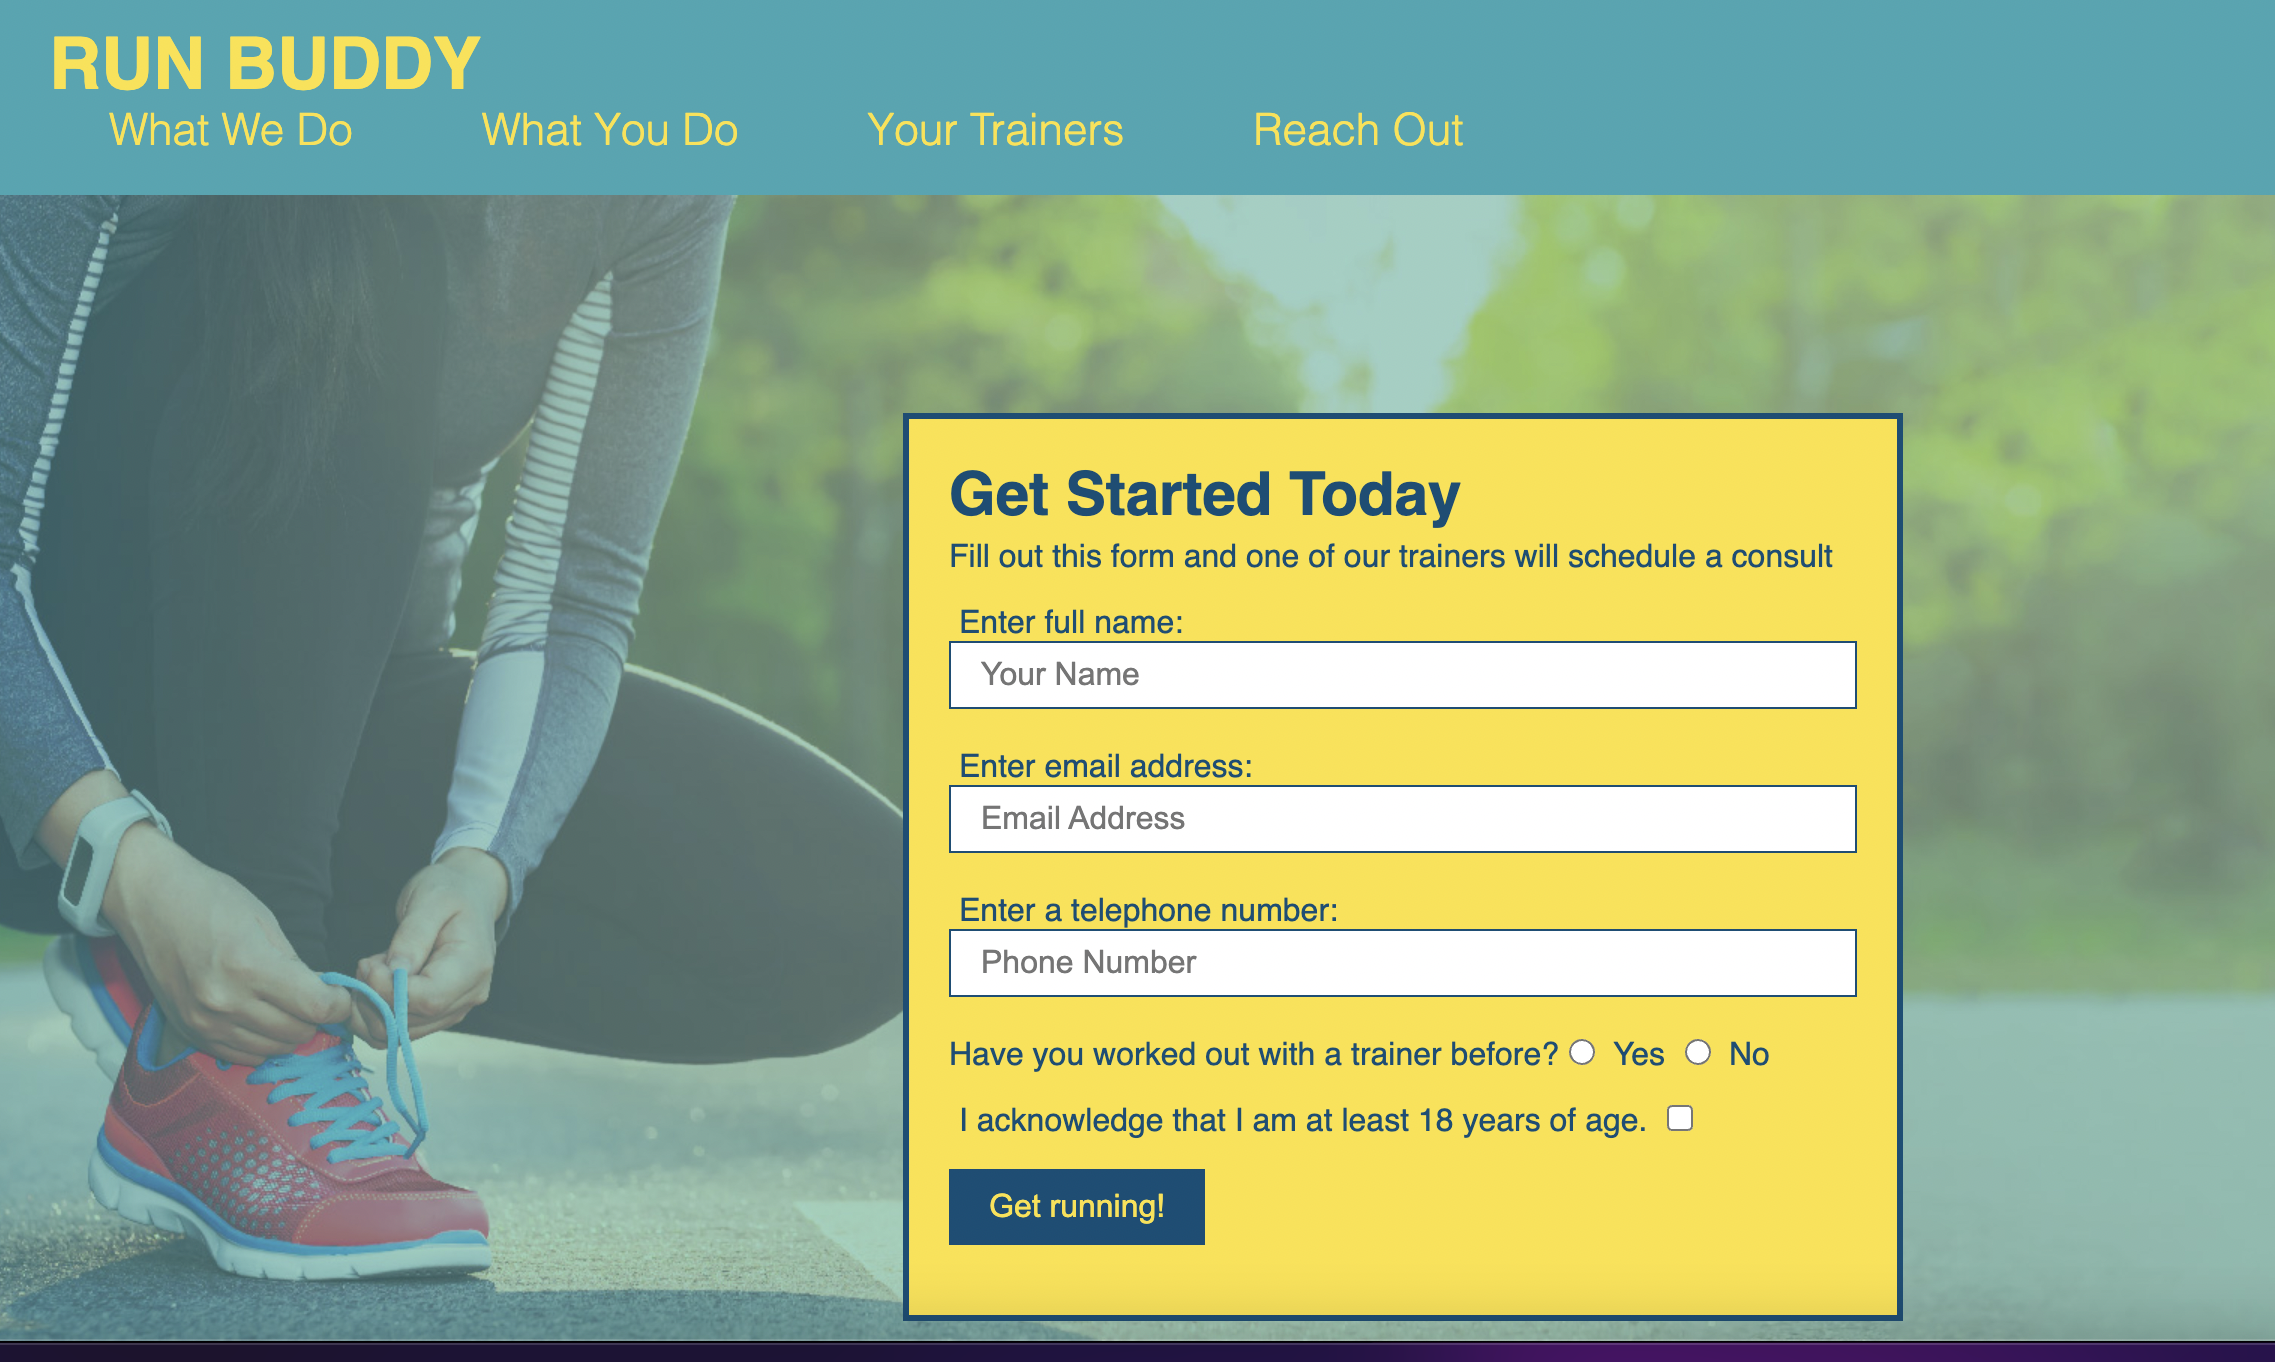 RUN BUDDY
What We Do What You Do Your Trainers Reach Out
Get Started Today
Fill out this form and one of our trainers will schedule a consult
Enter full name:
Your Name
Enter email address:
Email Address
Enter a telephone number:
Phone Number
Have you worked out with a trainer before? Yes No
I acknowledge that I am at least 18 years of age.
Get running!